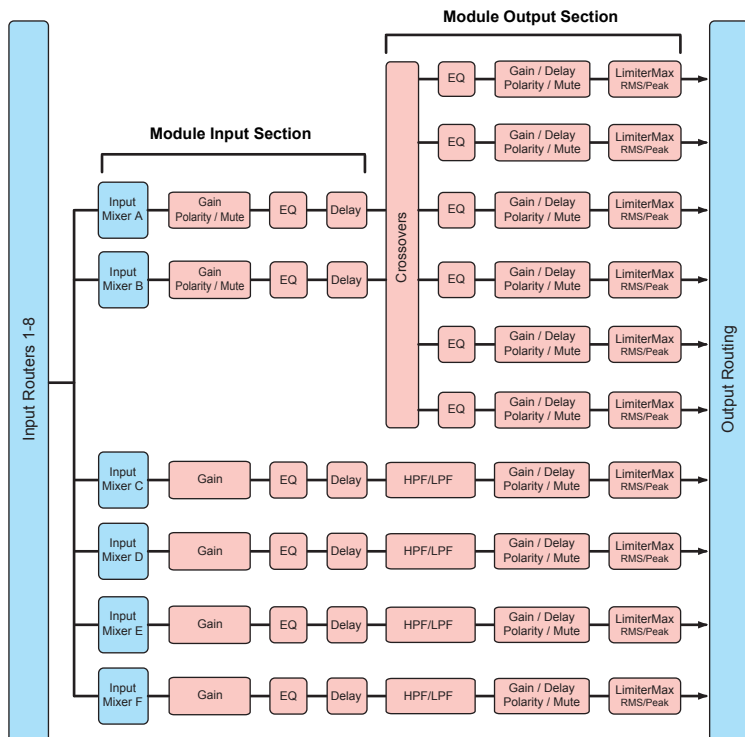 Module Output Section
EQ
Gain / Delay
Polarity / Mute
LimiterMax
RMS/Peak
EQ
Gain / Delay
Polarity / Mute
LimiterMax
RMS/Peak
Module Input Section
Input
Mixer A
Gain
Polarity / Mute
EQ
Delay
EQ
Gain / Delay
Polarity / Mute
LimiterMax
RMS/Peak
Input
Mixer B
Gain
Polarity / Mute
EQ
Delay
Crossovers
EQ
Gain / Delay
Polarity / Mute
LimiterMax
RMS/Peak
EQ
Gain / Delay
Polarity / Mute
LimiterMax
RMS/Peak
Input Routers 1-8
Output Routing
EQ
Gain / Delay
Polarity / Mute
LimiterMax
RMS/Peak
Input
Mixer C
Gain
EQ
Delay
HPF/LPF
Gain / Delay
Polarity / Mute
LimiterMax
RMS/Peak
Input
Mixer D
Gain
EQ
Delay
HPF/LPF
Gain / Delay
Polarity / Mute
LimiterMax
RMS/Peak
Input
Mixer E
Gain
EQ
Delay
HPF/LPF
Gain / Delay
Polarity / Mute
LimiterMax
RMS/Peak
Input
Mixer F
Gain
EQ
Delay
HPF/LPF
Gain / Delay
Polarity / Mute
LimiterMax
RMS/Peak